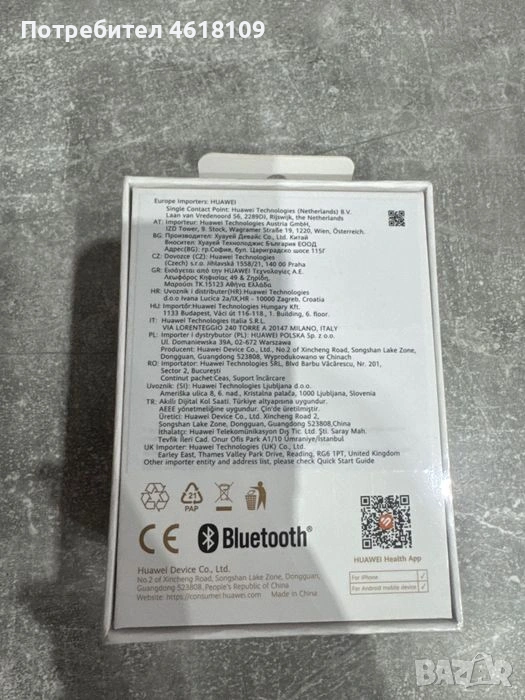 Потребител 4618109
Europe Importers: HUAWEI
Single Contact Point: Huawei Technologies (Netherlands) B.V.
Laan van Vredenoord 56, 2289DJ, Rijswijk, the Netherlands
AT: Importeur: Huawei Technologies Austria GmbH,
IZD Tower, 9. Stock, Wagramer Straße 19, 1220, Wien, Österreich.
BG: Производител: Хуауей Дивайс Со., Ltd. Китай
Вносител: Хуауей Технолоджис България ЕООД
Адрес(BG): гр.София, бул. Цариградско шосе 115Г
CZ: Dovozce (CZ): Huawei Technologies
(Czech) s.r.o. Jihlavská 1558/21, 140 00 Praha
GR: Εισάγεται από την HUAWEI Τεχνολογίες Α.Ε.
Λεωφόρος Κηφισίας 49 & Ζηρίδη,
Μαρούσι ΤΚ.15123 Αθήνα Ελλάδα
HR: Uvoznik i distributer(HR):Huawei Technologies
d.o.o Ivana Lucica 2a/IX,HR - 10000 Zagreb, Croatia
HU: Importőr: Huawei Technologies Hungary Kft.
1133 Budapest, Váci út 116-118., 1. Building, 6. floor.
IT: Huawei Technologies Italia S.R.L.
VIA LORENTEGGIO 240 TORRE A 20147 MILANO, ITALY
PL: Importer i dystrybutor (PL): HUAWEI POLSKA Sp. z o.o.
Ul. Domaniewska 39A, 02-672 Warszawa
Producent: Huawei Device Co., Ltd., No.2 of Xincheng Road, Songshan Lake Zone,
Dongguan, Guangdong 523808, Wyprodukowano w Chinach
RO: Importator: Huawei Technologies SRL, Blvd Barbu Văcărescu, Nr. 201,
Sector 2, București
Continut pachet:Ceas, Suport încărcare
Uvoznik: (SI): Huawei Technologies Ljubljana d.o.o.
Ameriška ulica 8, 6. nad., Kristalna palača, 1000 Ljubljana, Slovenija
TR: Akıllı Dijital Kol Saati. Türkiye altyapısına uygundur.
AEEE yönetmeliğine uygundur. Çin'de üretilmiştir.
Üretici: Huawei Device Co., Ltd. No.2 of Xincheng Road 2,
Songshan Lake Zone, Dongguan, Guangdong 523808/China
İthalatçı: Huawei Telekomünikasyon Dış Tic. Ltd. Şti. Saray Mah.
Tevfik İleri Cad. Onur Ofis Park A1/10 Ümraniye/İstanbul
UK Importer: Huawei Technologies (UK) Co., Ltd.
Earley East, Thames Valley Park Drive, Reading, RG6 1PT, United Kingdom
Other importer entity and address list, please check Quick Start Guide
21
PAP
CE Bluetooth®
HUAWEI Health App
Huawei Device Co., Ltd.
No.2 of Xincheng Road, Songshan Lake Zone, Dongguan,
Guangdong 523808, People's Republic of China
Website: https://consumer.huawei.com Made in China
For iPhone
For Android mobile device
BAZAR